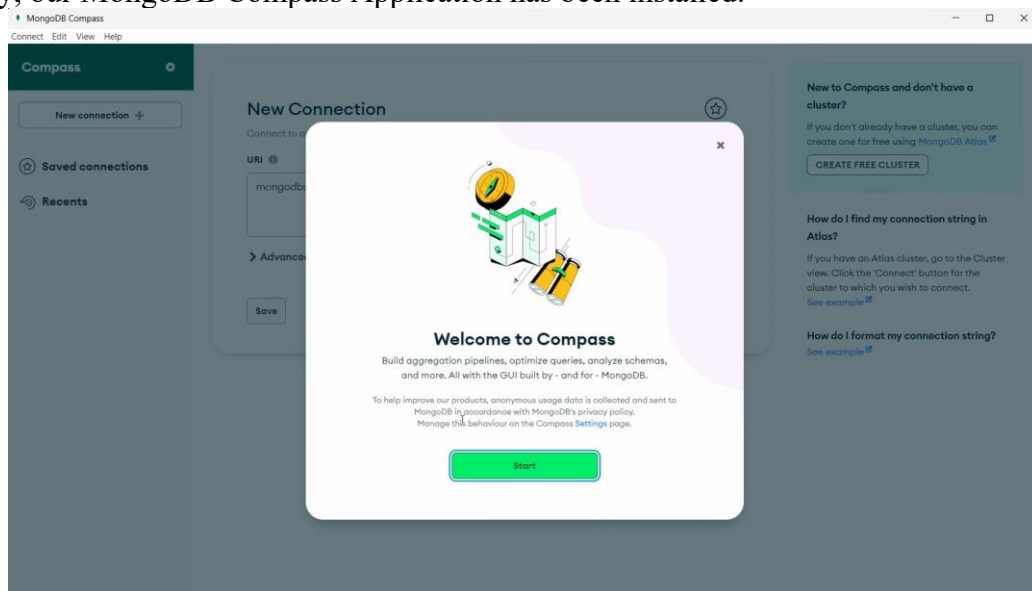 our MongoDB Compass Application has been installed.
MongoDB Compass
Connect Edit View Help
Compass
New connection +
Saved connections
Recents
New Connection
Connect to a
URI
mongodb:
Advanced
Save
Welcome to Compass
Build aggregation pipelines, optimize queries, analyze schemas,
and more. All with the GUI built by - and for - MongoDB.
To help improve our products, anonymous usage data is collected and sent to
MongoDB in accordance with MongoDB's privacy policy.
Manage this behaviour on the Compass Settings page.
Start
New to Compass and don't have a
cluster?
If you don't already have a cluster, you can
create one for free using MongoDB Atlas
CREATE FREE CLUSTER
How do I find my connection string in
Atlas?
If you have an Atlas cluster, go to the Cluster
view. Click the 'Connect' button for the
cluster to which you wish to connect.
See example
How do I format my connection string?
See example